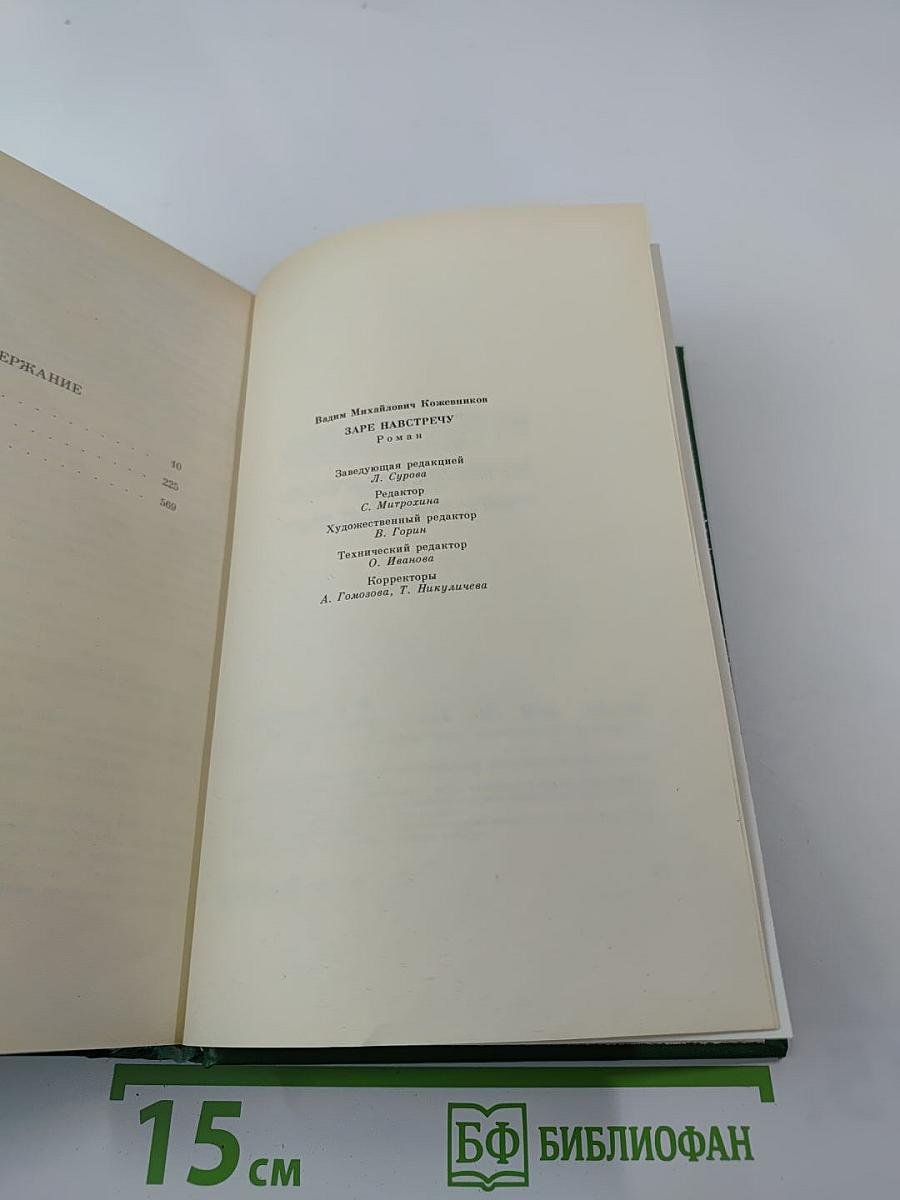 ЕРЖАНИЕ
. . . . . 10
. . . . . 225
. . . . . 569
Вадим Михайлович Кожевников
ЗАРЕ НАВСТРЕЧУ
Роман
Заведующая редакцией
Л. Сурова
Редактор
С. Митрохина
Художественный редактор
В. Горин
Технический редактор
О. Иванова
Корректоры
А. Гомозова, Т. Никуличева
15 см
БФ БИБЛИОФАН